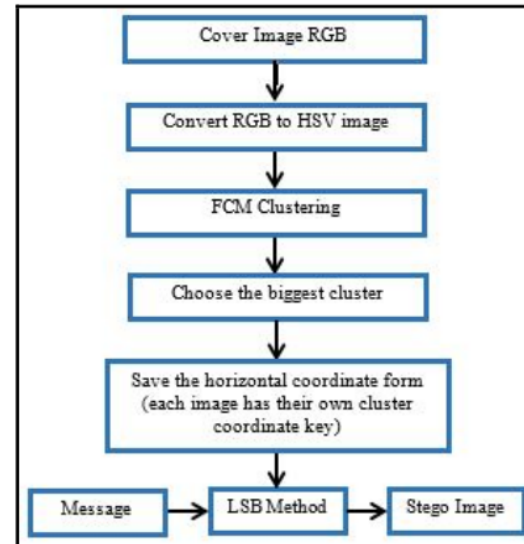 Cover Image RGB
Convert RGB to HSV image
FCM Clustering
Choose the biggest cluster
Save the horizontal coordinate form
(each image has their own cluster
coordinate key)
Message
LSB Method
Stego Image